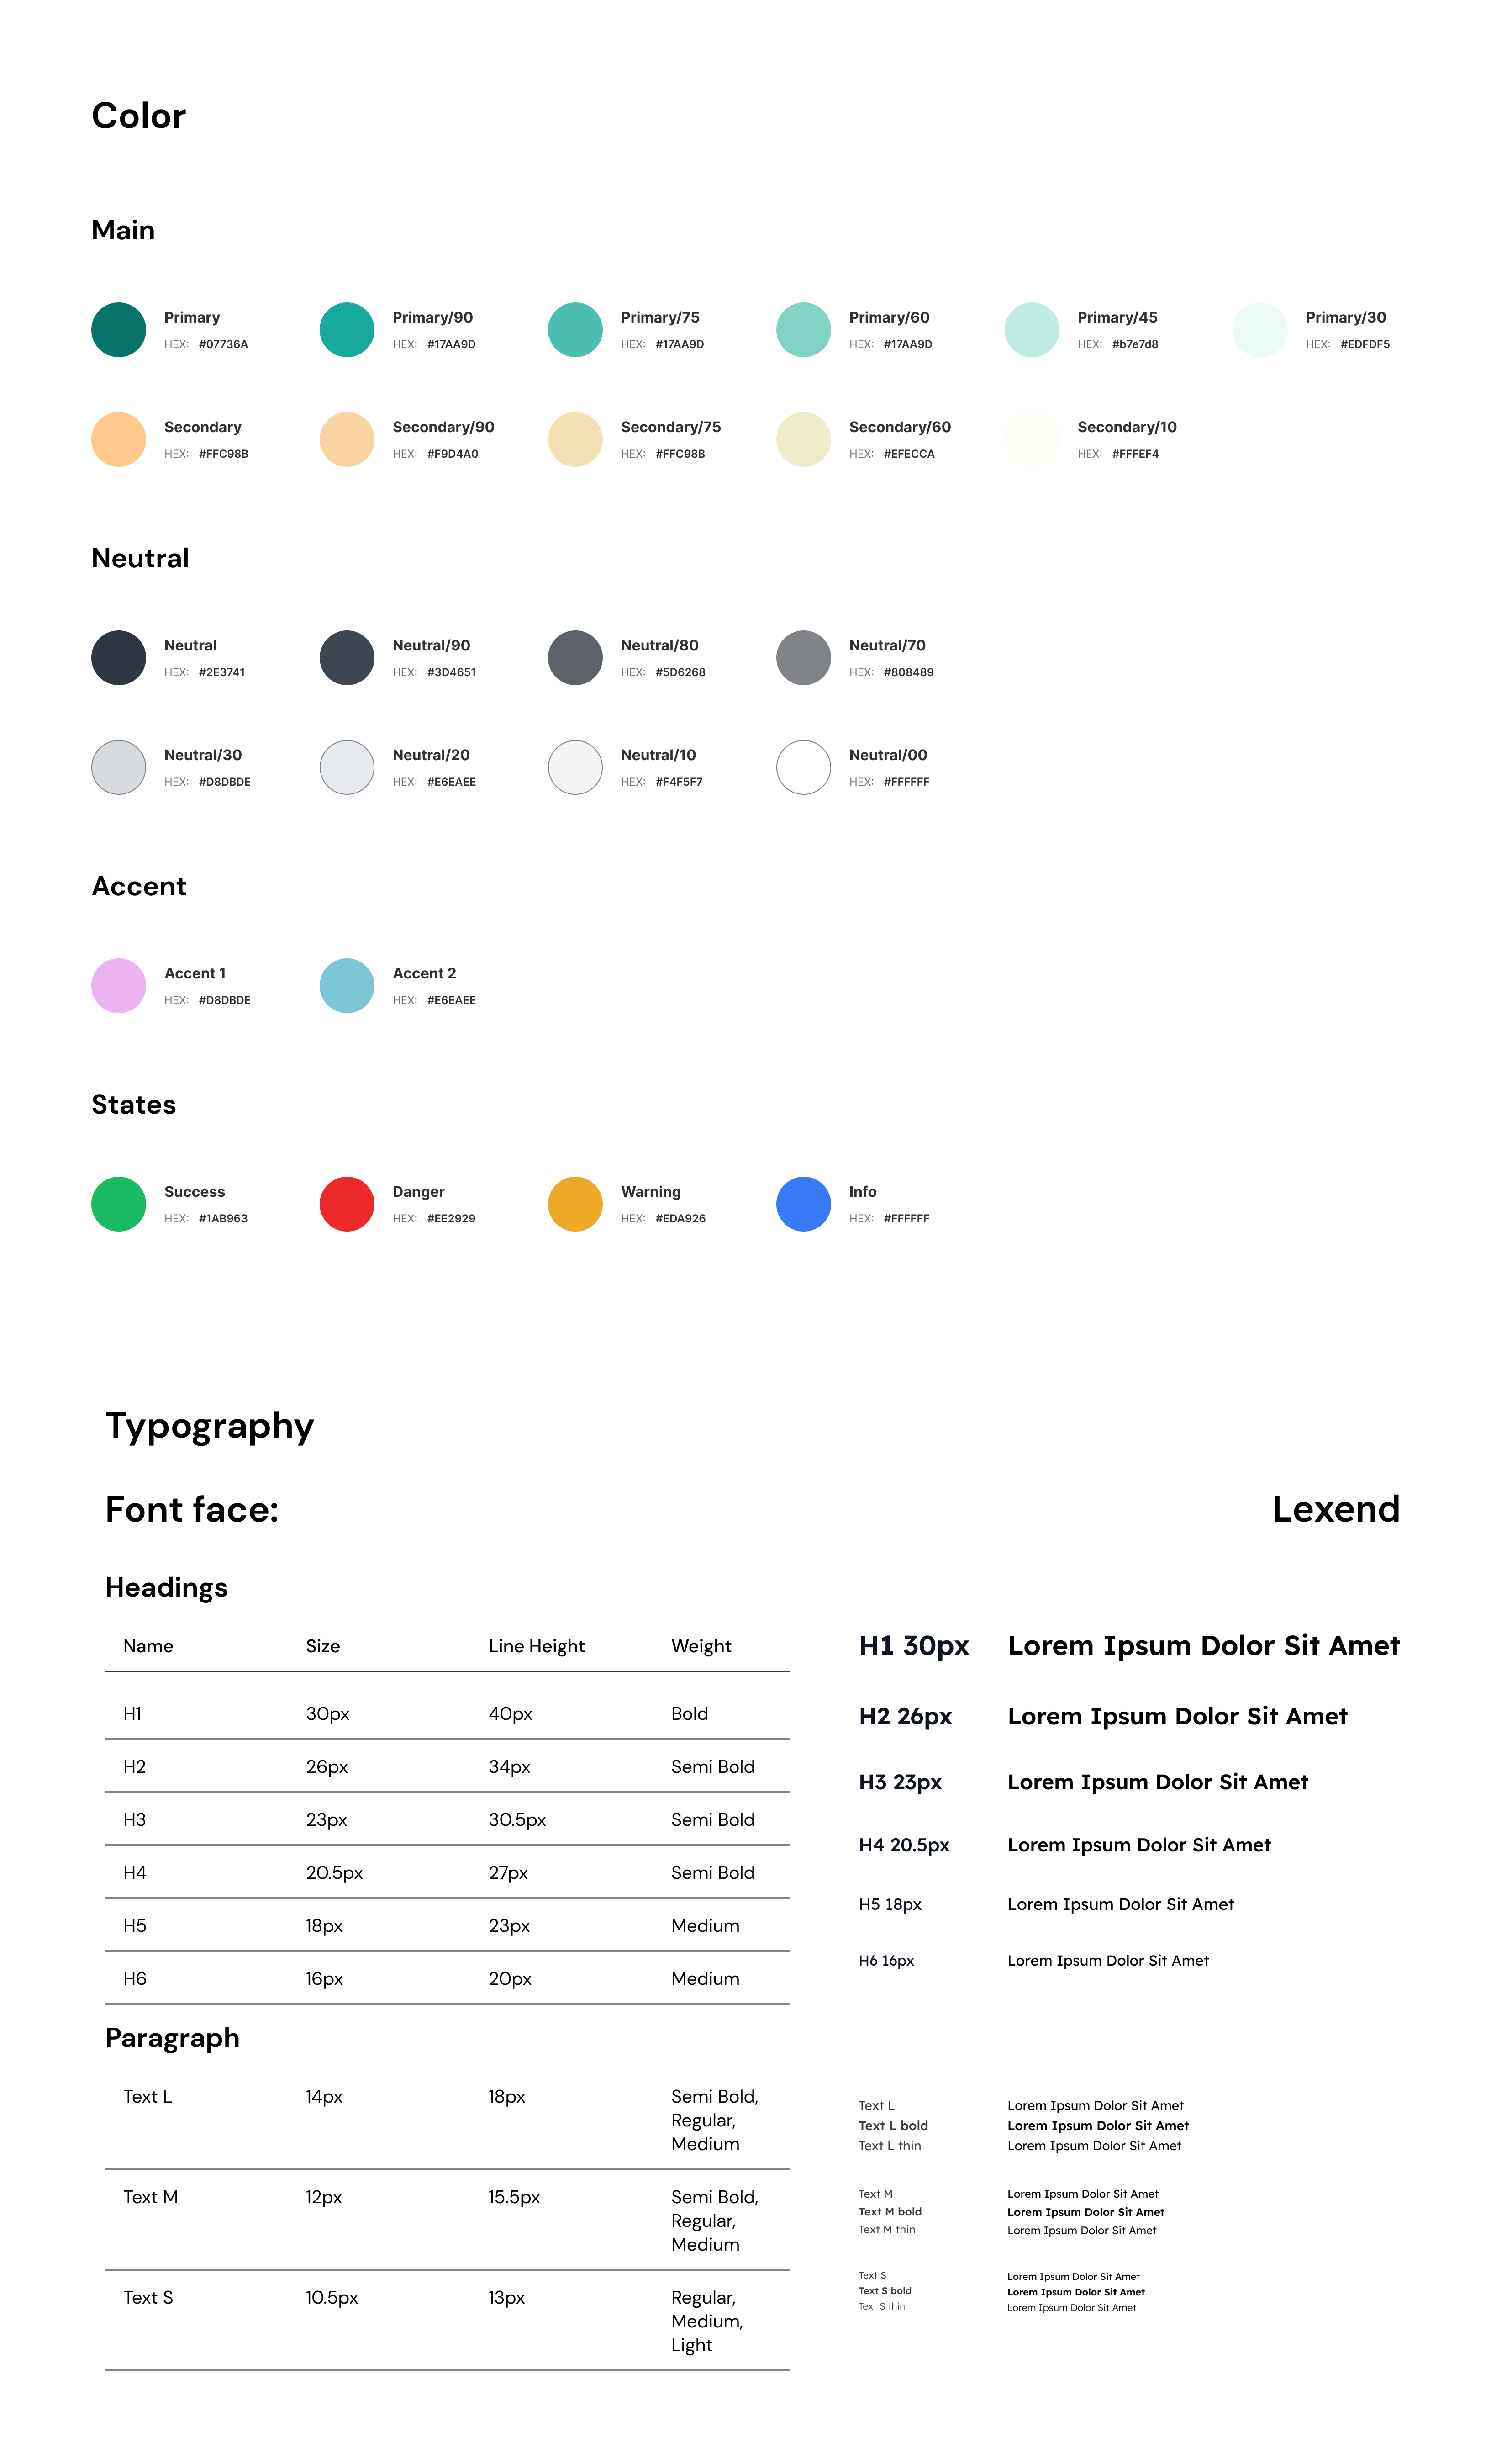 Color
Main
Primary
HEX: #07736A
Primary/90
HEX: #17AA9D
Primary/75
HEX: #17AA9D
Primary/60
HEX: #17AA9D
Primary/45
HEX: #b7e7d8
Primary/30
HEX: #EDFDF5
Secondary
HEX: #FFC98B
Secondary/90
HEX: #F9D4A0
Secondary/75
HEX: #FFC98B
Secondary/60
HEX: #EFECCA
Secondary/10
HEX: #FFFEF4
Neutral
Neutral
HEX: #2E3741
Neutral/90
HEX: #3D4651
Neutral/80
HEX: #5D6268
Neutral/70
HEX: #808489
Neutral/30
HEX: #D8DBDE
Neutral/20
HEX: #E6EAEE
Neutral/10
HEX: #F4F5F7
Neutral/00
HEX: #FFFFFF
Accent
Accent 1
HEX: #D8DBDE
Accent 2
HEX: #E6EAEE
States
Success
HEX: #1AB963
Danger
HEX: #EE2929
Warning
HEX: #EDA926
Info
HEX: #FFFFFF
Typography
Font face: Lexend
Headings
Name Size Line Height Weight
H1 30px 40px Bold
H2 26px 34px Semi Bold
H3 23px 30.5px Semi Bold
H4 20.5px 27px Semi Bold
H5 18px 23px Medium
H6 16px 20px Medium
H1 30px Lorem Ipsum Dolor Sit Amet
H2 26px Lorem Ipsum Dolor Sit Amet
H3 23px Lorem Ipsum Dolor Sit Amet
H4 20.5px Lorem Ipsum Dolor Sit Amet
H5 18px Lorem Ipsum Dolor Sit Amet
H6 16px Lorem Ipsum Dolor Sit Amet
Paragraph
Text L 14px 18px Semi Bold,
Regular,
Medium
Text M 12px 15.5px Semi Bold,
Regular,
Medium
Text S 10.5px 13px Regular,
Medium,
Light
Text L Lorem Ipsum Dolor Sit Amet
Text L bold Lorem Ipsum Dolor Sit Amet
Text L thin Lorem Ipsum Dolor Sit Amet
Text M Lorem Ipsum Dolor Sit Amet
Text M bold Lorem Ipsum Dolor Sit Amet
Text M thin Lorem Ipsum Dolor Sit Amet
Text S Lorem Ipsum Dolor Sit Amet
Text S bold Lorem Ipsum Dolor Sit Amet
Text S thin Lorem Ipsum Dolor Sit Amet